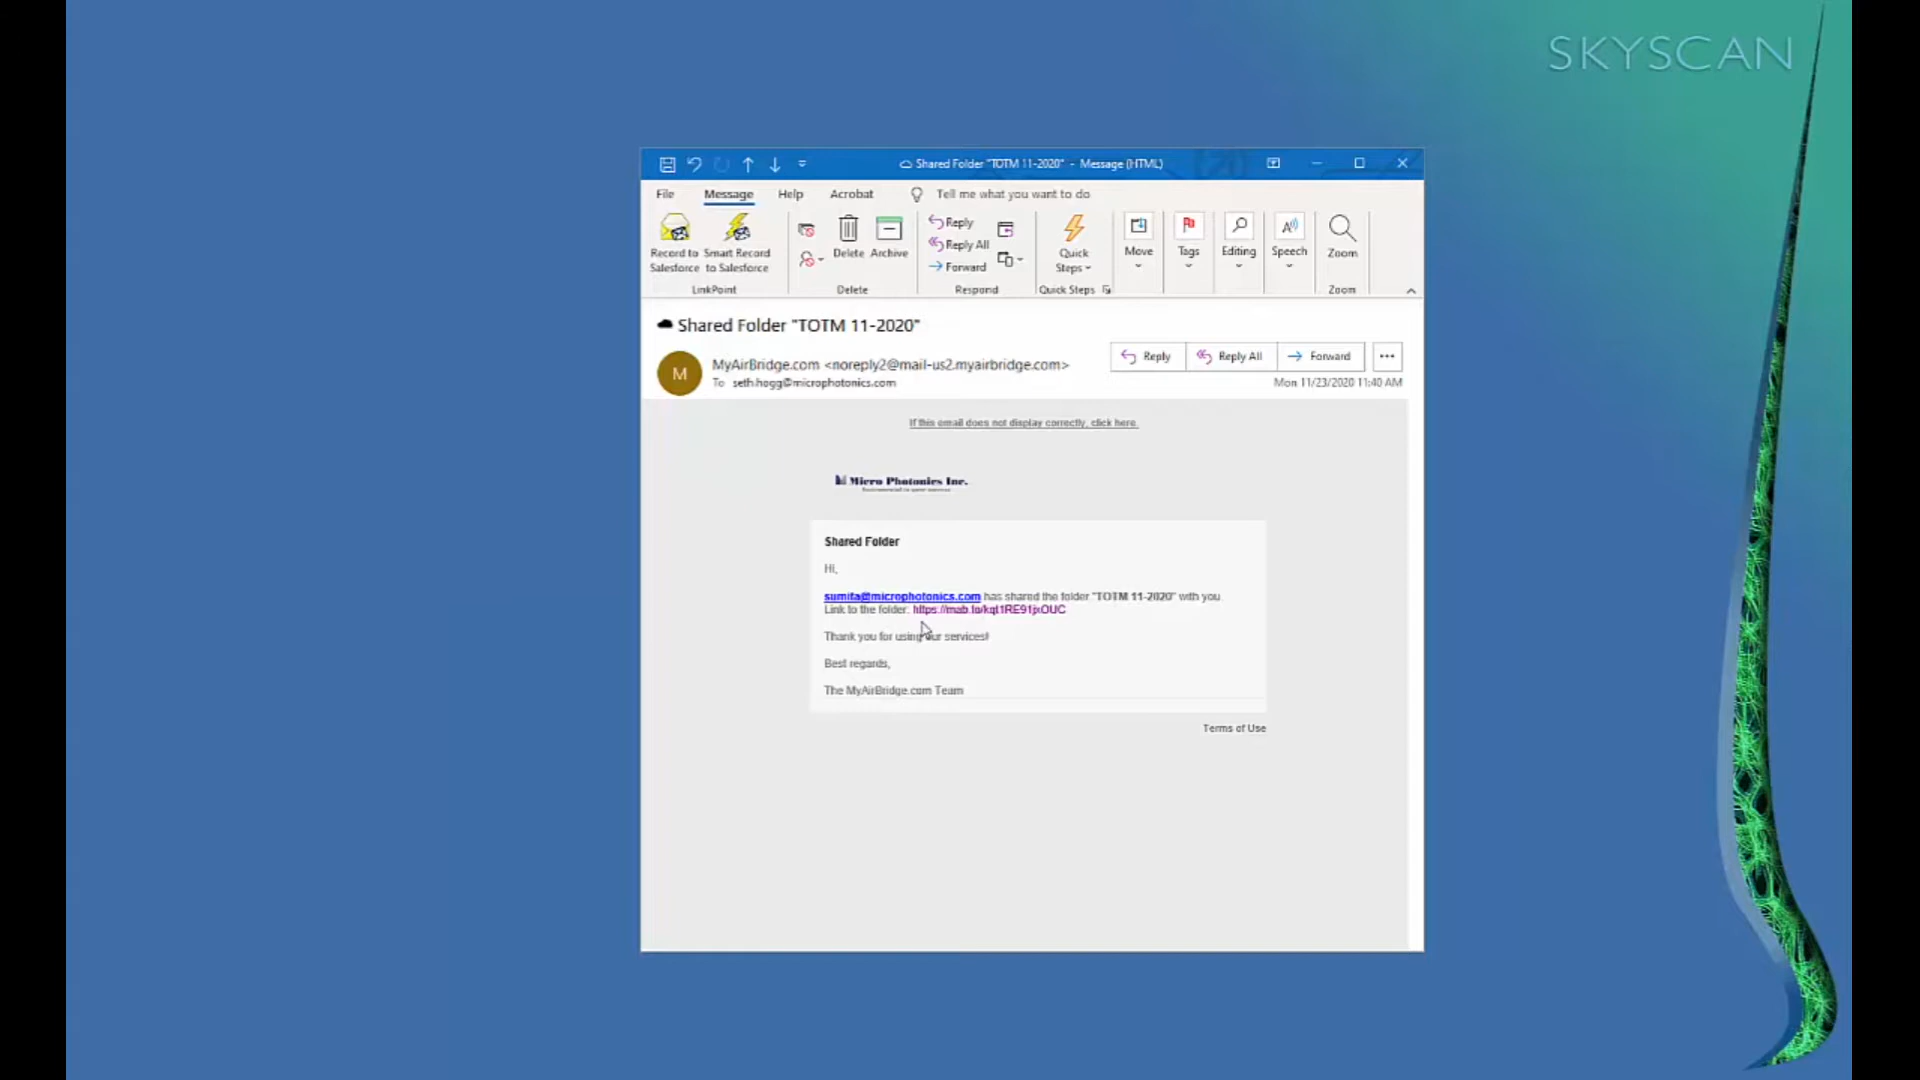 SKYSCAN
Shared Folder "TOTM 11-2020" - Message (HTML)
File Message Help Acrobat Tell me what you want to do
Record to Salesforce
Smart Record to Salesforce
LinkPoint
Delete
Archive
Delete
Reply
Reply All
Forward
Respond
Quick Steps
Quick Steps
Move
Tags
Editing
Speech
Zoom
Zoom
Shared Folder "TOTM 11-2020"
M
MyAirBridge.com <noreply2@mail-us2.myairbridge.com>
To seth.hogg@microphotonics.com
Reply Reply All Forward
Mon 11/23/2020 11:40 AM
If this email does not display correctly, click here.
Micro Photonics Inc.
Shared Folder
Hi,
sumita@microphotonics.com has shared the folder "TOTM 11-2020" with you
Link to the folder:
Thank you for using our services!
Best regards,
The MyAirBridge.com Team
Terms of Use